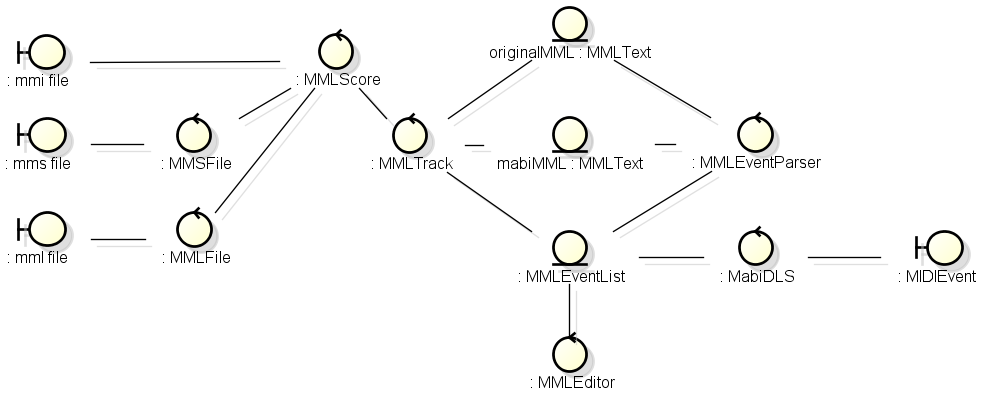 originalMML : MMLText
: mmi file
: MMLScore
: mms file
: MMSFile
: MMLTrack
mabiMML : MMLText
: MMLEventParser
: mml file
: MMLFile
: MMLEventList
: MabiDLS
: MIDIEvent
: MMLEditor